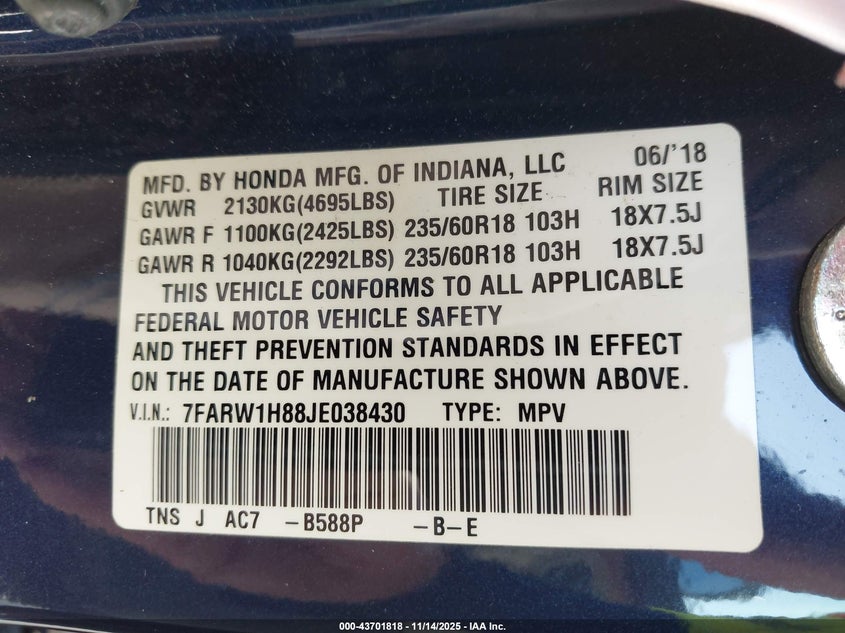 MFD. BY HONDA MFG. OF INDIANA, LLC 06/'18
GVWR 2130KG(4695LBS) TIRE SIZE RIM SIZE
GAWR F 1100KG(2425LBS) 235/60R18 103H 18X7.5J
GAWR R 1040KG(2292LBS) 235/60R18 103H 18X7.5J
THIS VEHICLE CONFORMS TO ALL APPLICABLE
FEDERAL MOTOR VEHICLE SAFETY
AND THEFT PREVENTION STANDARDS IN EFFECT
ON THE DATE OF MANUFACTURE SHOWN ABOVE.
V.I.N.: 7FARW1H88JE038430 TYPE: MPV
TNS J AC7 -B588P -B-E
000-43701818 - 11/14/2025 - IAA Inc.